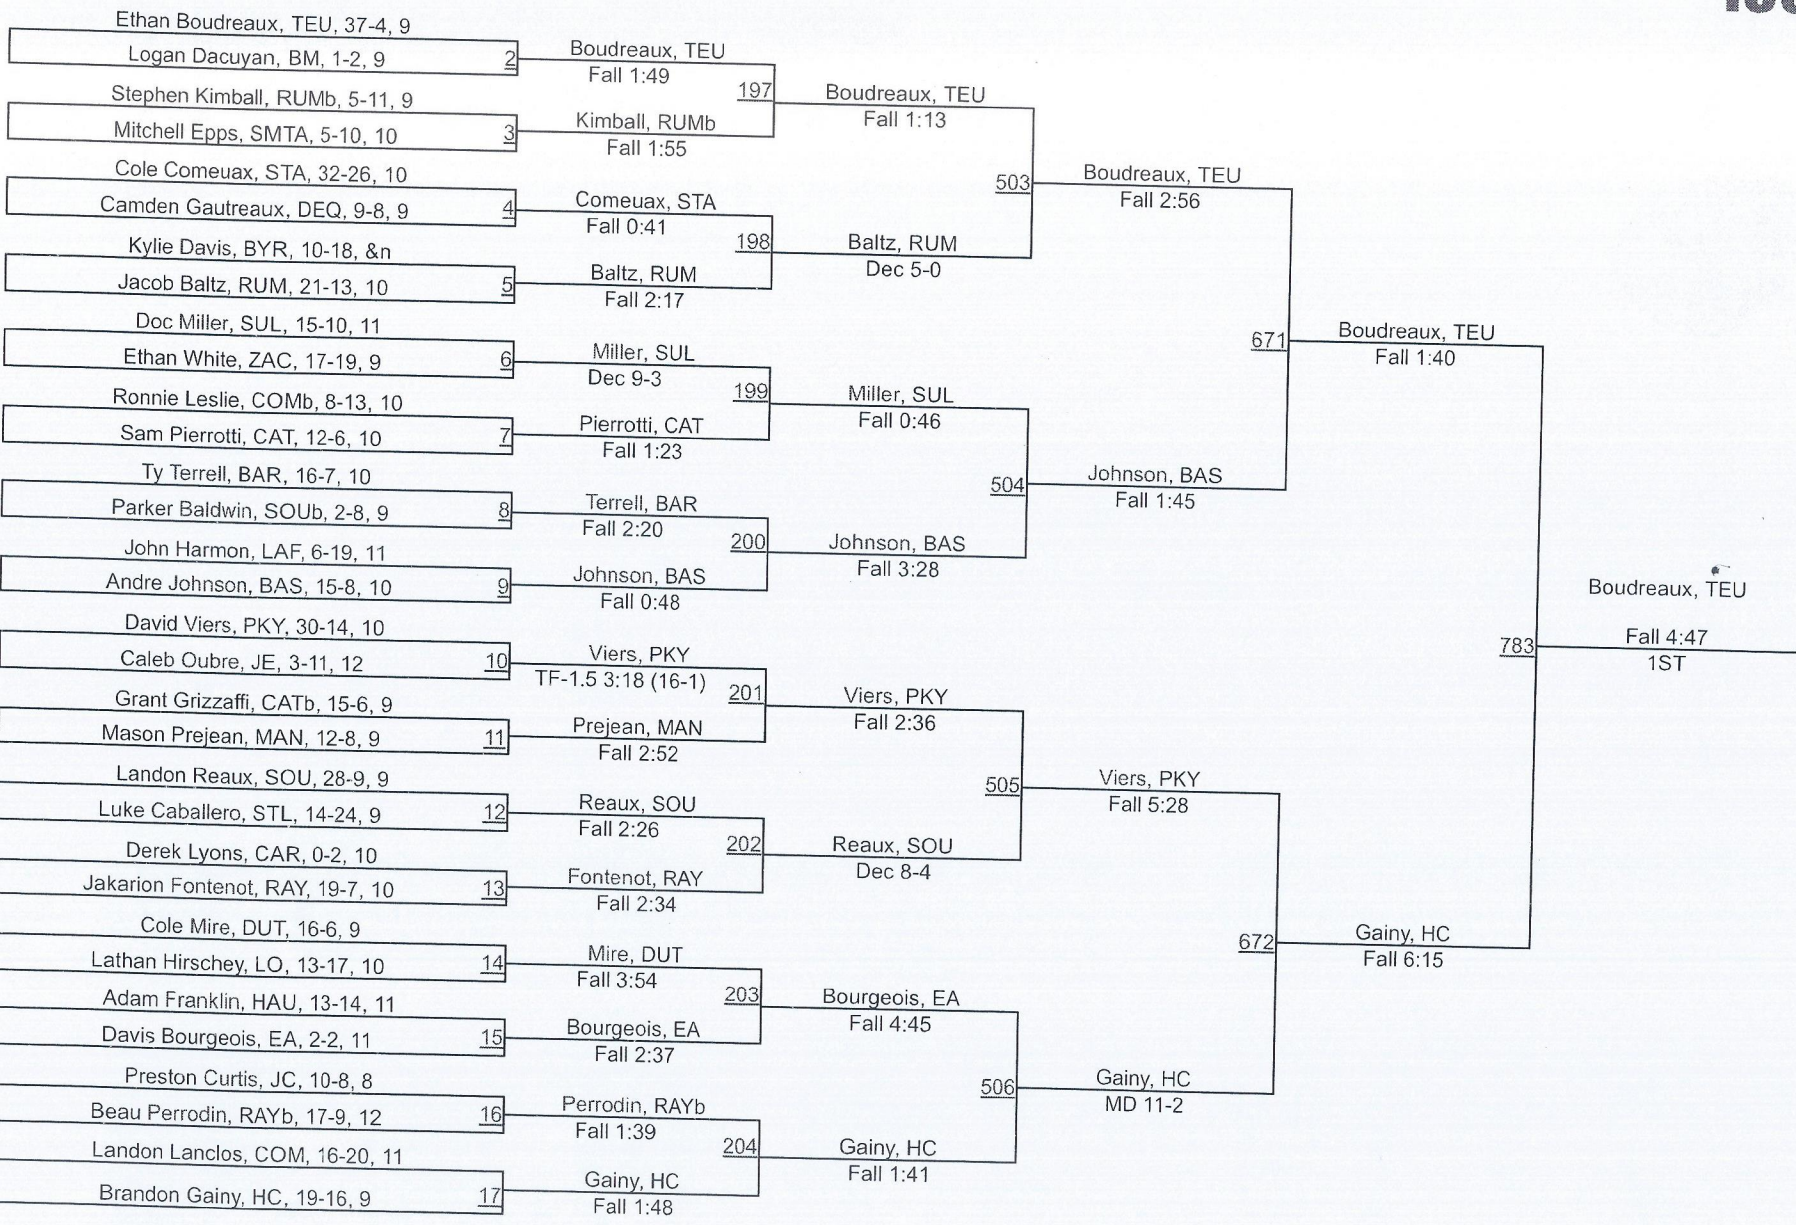 Ethan Boudreaux, TEU, 37-4, 9
Logan Dacuyan, BM, 1-2, 9
2
Stephen Kimball, RUMb, 5-11, 9
Mitchell Epps, SMTA, 5-10, 10
3
Cole Comeuax, STA, 32-26, 10
Camden Gautreaux, DEQ, 9-8, 9
4
Kylie Davis, BYR, 10-18, &n
Jacob Baltz, RUM, 21-13, 10
5
Doc Miller, SUL, 15-10, 11
Ethan White, ZAC, 17-19, 9
6
Ronnie Leslie, COMb, 8-13, 10
Sam Pierrotti, CAT, 12-6, 10
7
Ty Terrell, BAR, 16-7, 10
Parker Baldwin, SOUb, 2-8, 9
8
John Harmon, LAF, 6-19, 11
Andre Johnson, BAS, 15-8, 10
9
David Viers, PKY, 30-14, 10
Caleb Oubre, JE, 3-11, 12
10
Grant Grizzaffi, CATb, 15-6, 9
Mason Prejean, MAN, 12-8, 9
11
Landon Reaux, SOU, 28-9, 9
Luke Caballero, STL, 14-24, 9
12
Derek Lyons, CAR, 0-2, 10
Jakarion Fontenot, RAY, 19-7, 10
13
Cole Mire, DUT, 16-6, 9
Lathan Hirschey, LO, 13-17, 10
14
Adam Franklin, HAU, 13-14, 11
Davis Bourgeois, EA, 2-2, 11
15
Preston Curtis, JC, 10-8, 8
Beau Perrodin, RAYb, 17-9, 12
16
Landon Lanclos, COM, 16-20, 11
Brandon Gainy, HC, 19-16, 9
17
Boudreaux, TEU
Fall 1:49
197
Kimball, RUMb
Fall 1:55
Comeuax, STA
Fall 0:41
198
Baltz, RUM
Fall 2:17
Miller, SUL
Dec 9-3
199
Pierrotti, CAT
Fall 1:23
Terrell, BAR
Fall 2:20
200
Johnson, BAS
Fall 0:48
Viers, PKY
TF-1.5 3:18 (16-1)
201
Prejean, MAN
Fall 2:52
Reaux, SOU
Fall 2:26
202
Fontenot, RAY
Fall 2:34
Mire, DUT
Fall 3:54
203
Bourgeois, EA
Fall 2:37
Perrodin, RAYb
Fall 1:39
204
Gainy, HC
Fall 1:48
Boudreaux, TEU
Fall 1:13
503
Baltz, RUM
Dec 5-0
Miller, SUL
Fall 0:46
504
Johnson, BAS
Fall 3:28
Viers, PKY
Fall 2:36
505
Reaux, SOU
Dec 8-4
Bourgeois, EA
Fall 4:45
506
Gainy, HC
Fall 1:41
Boudreaux, TEU
Fall 2:56
671
Johnson, BAS
Fall 1:45
Viers, PKY
Fall 5:28
672
Gainy, HC
MD 11-2
Boudreaux, TEU
Fall 1:40
783
Gainy, HC
Fall 6:15
Boudreaux, TEU
Fall 4:47
1ST